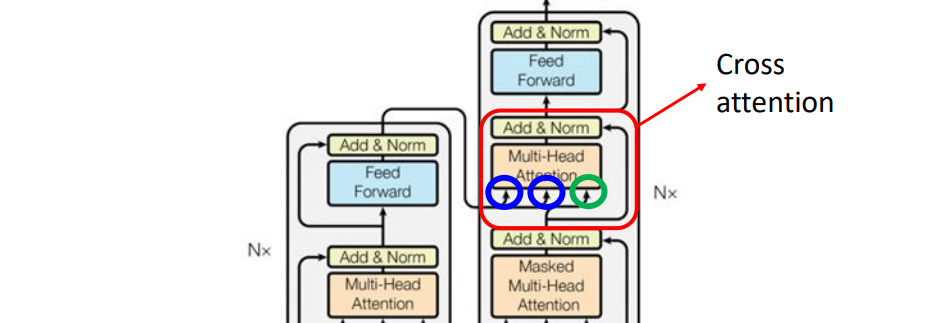 Add & Norm
Feed
Forward
Add & Norm
Multi-Head
Attention
Cross
attention
Nx
Add & Norm
Feed
Forward
Nx
Add & Norm
Multi-Head
Attention
Add & Norm
Masked
Multi-Head
Attention